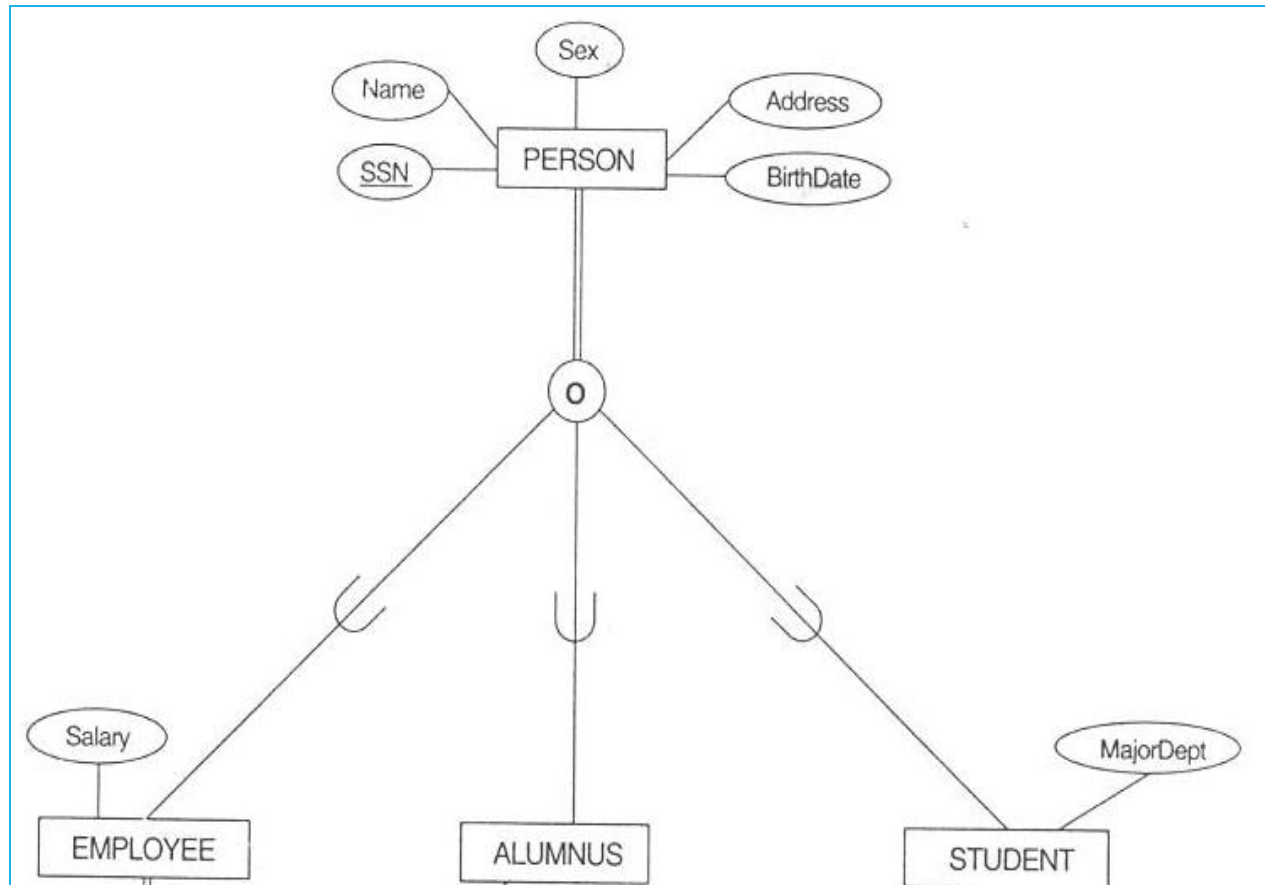 Sex
Name
Address
PERSON
SSN
BirthDate
O
Salary
MajorDept
EMPLOYEE
ALUMNUS
STUDENT